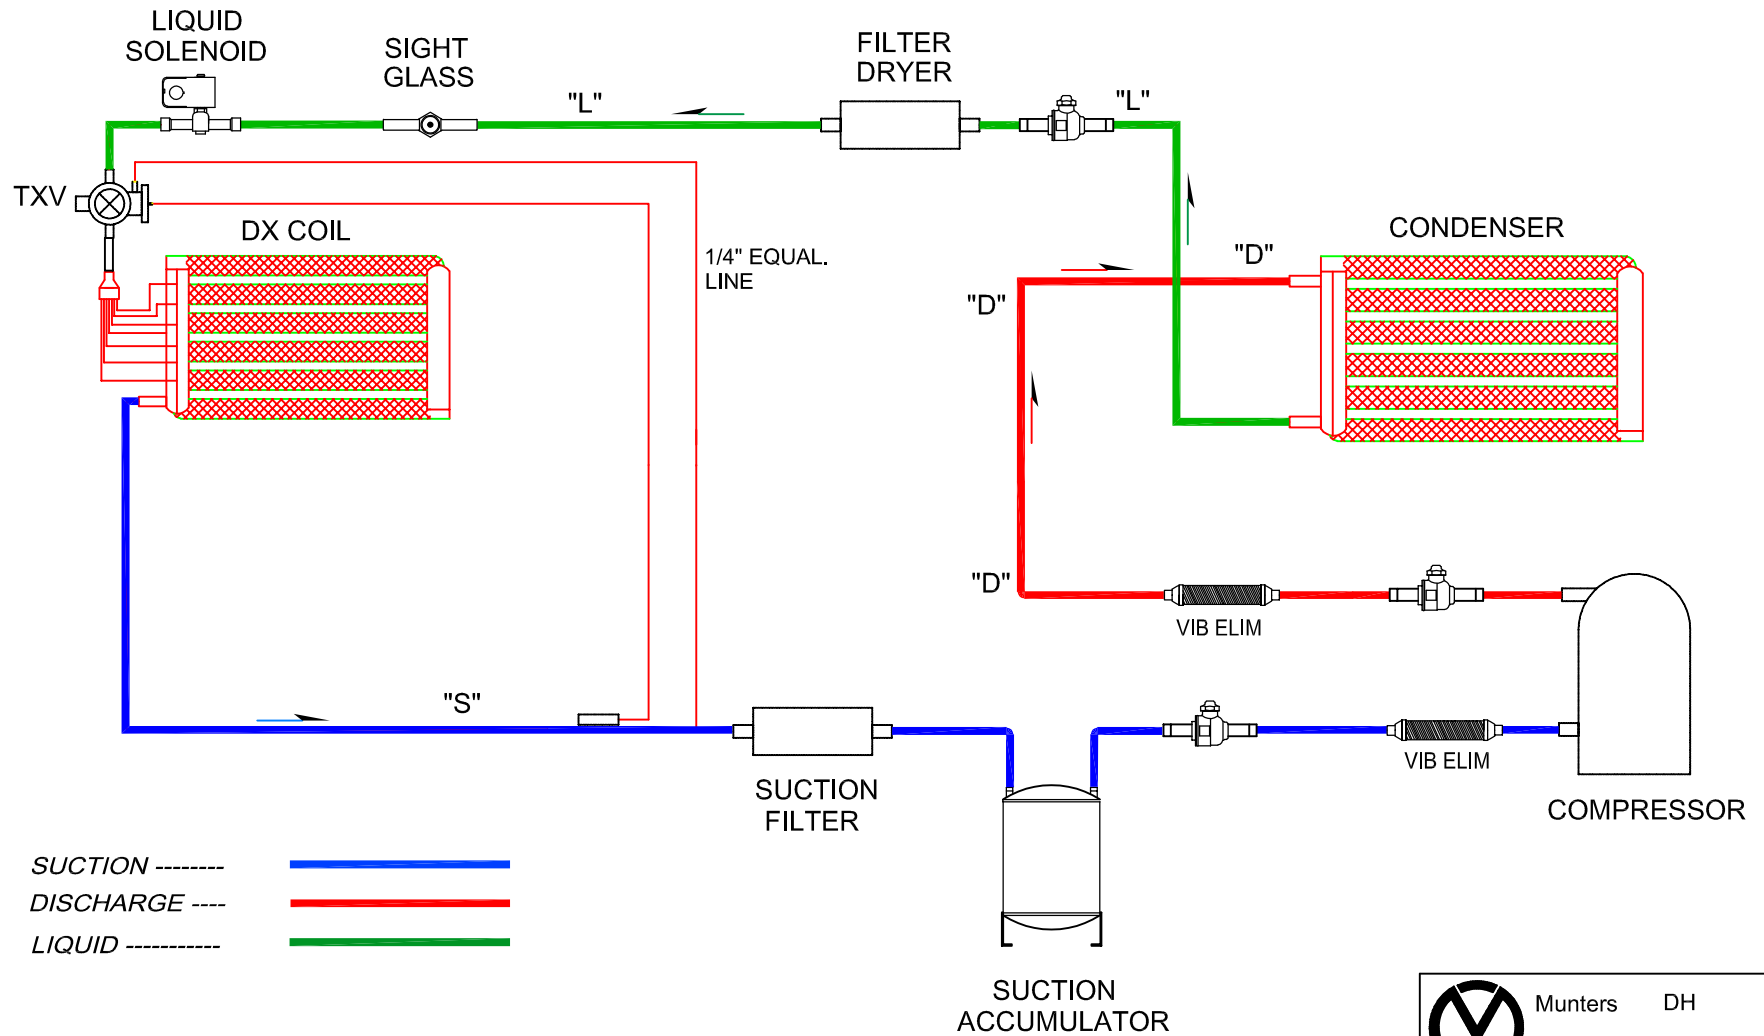 LIQUID
SOLENOID
SIGHT
GLASS
FILTER
DRYER
"L"
"L"
TXV
DX COIL
1/4" EQUAL.
LINE
CONDENSER
"D"
"D"
"D"
VIB ELIM
"S"
VIB ELIM
SUCTION
FILTER
COMPRESSOR
SUCTION --------
DISCHARGE ----
LIQUID -----------
SUCTION
ACCUMULATOR
Munters DH